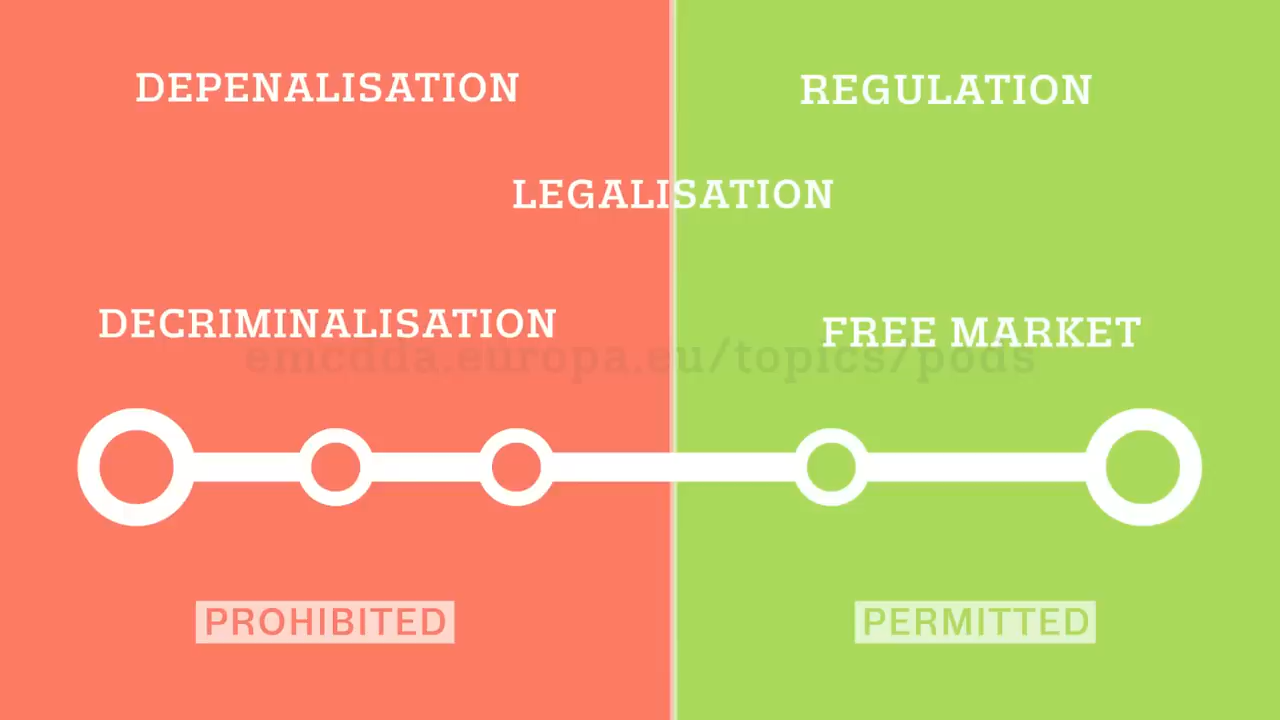 DEPENALISATION
REGULATION
LEGALISATION
DECRIMINALISATION
FREE MARKET
emcdda.europa.eu/topics/pods
PROHIBITED
PERMITTED